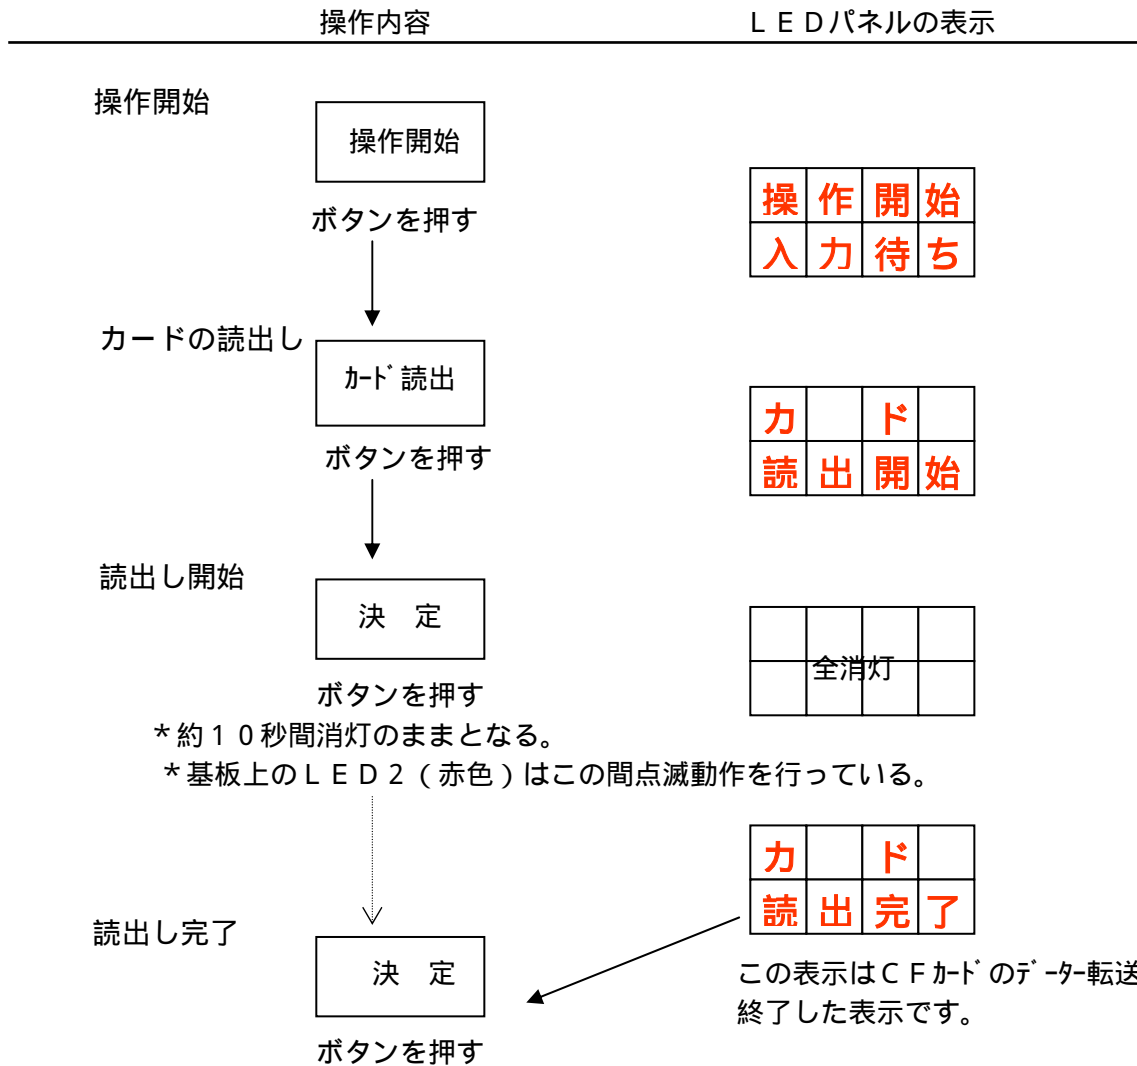 操作内容 ＬＥＤパネルの表示
操作開始
操作開始
ボタンを押す
操作開始
入力待ち
カードの読出し
ｶｰﾄﾞ読出
ボタンを押す
カ ド
読出開始
読出し開始
決 定
ボタンを押す
全消灯
＊約１０秒間消灯のままとなる。
＊基板上のＬＥＤ２（赤色）はこの間点滅動作を行っている。
カ ド
読出完了
読出し完了
決 定
ボタンを押す
この表示はＣＦｶｰﾄﾞのﾃﾞｰﾀｰ転送
終了した表示です。